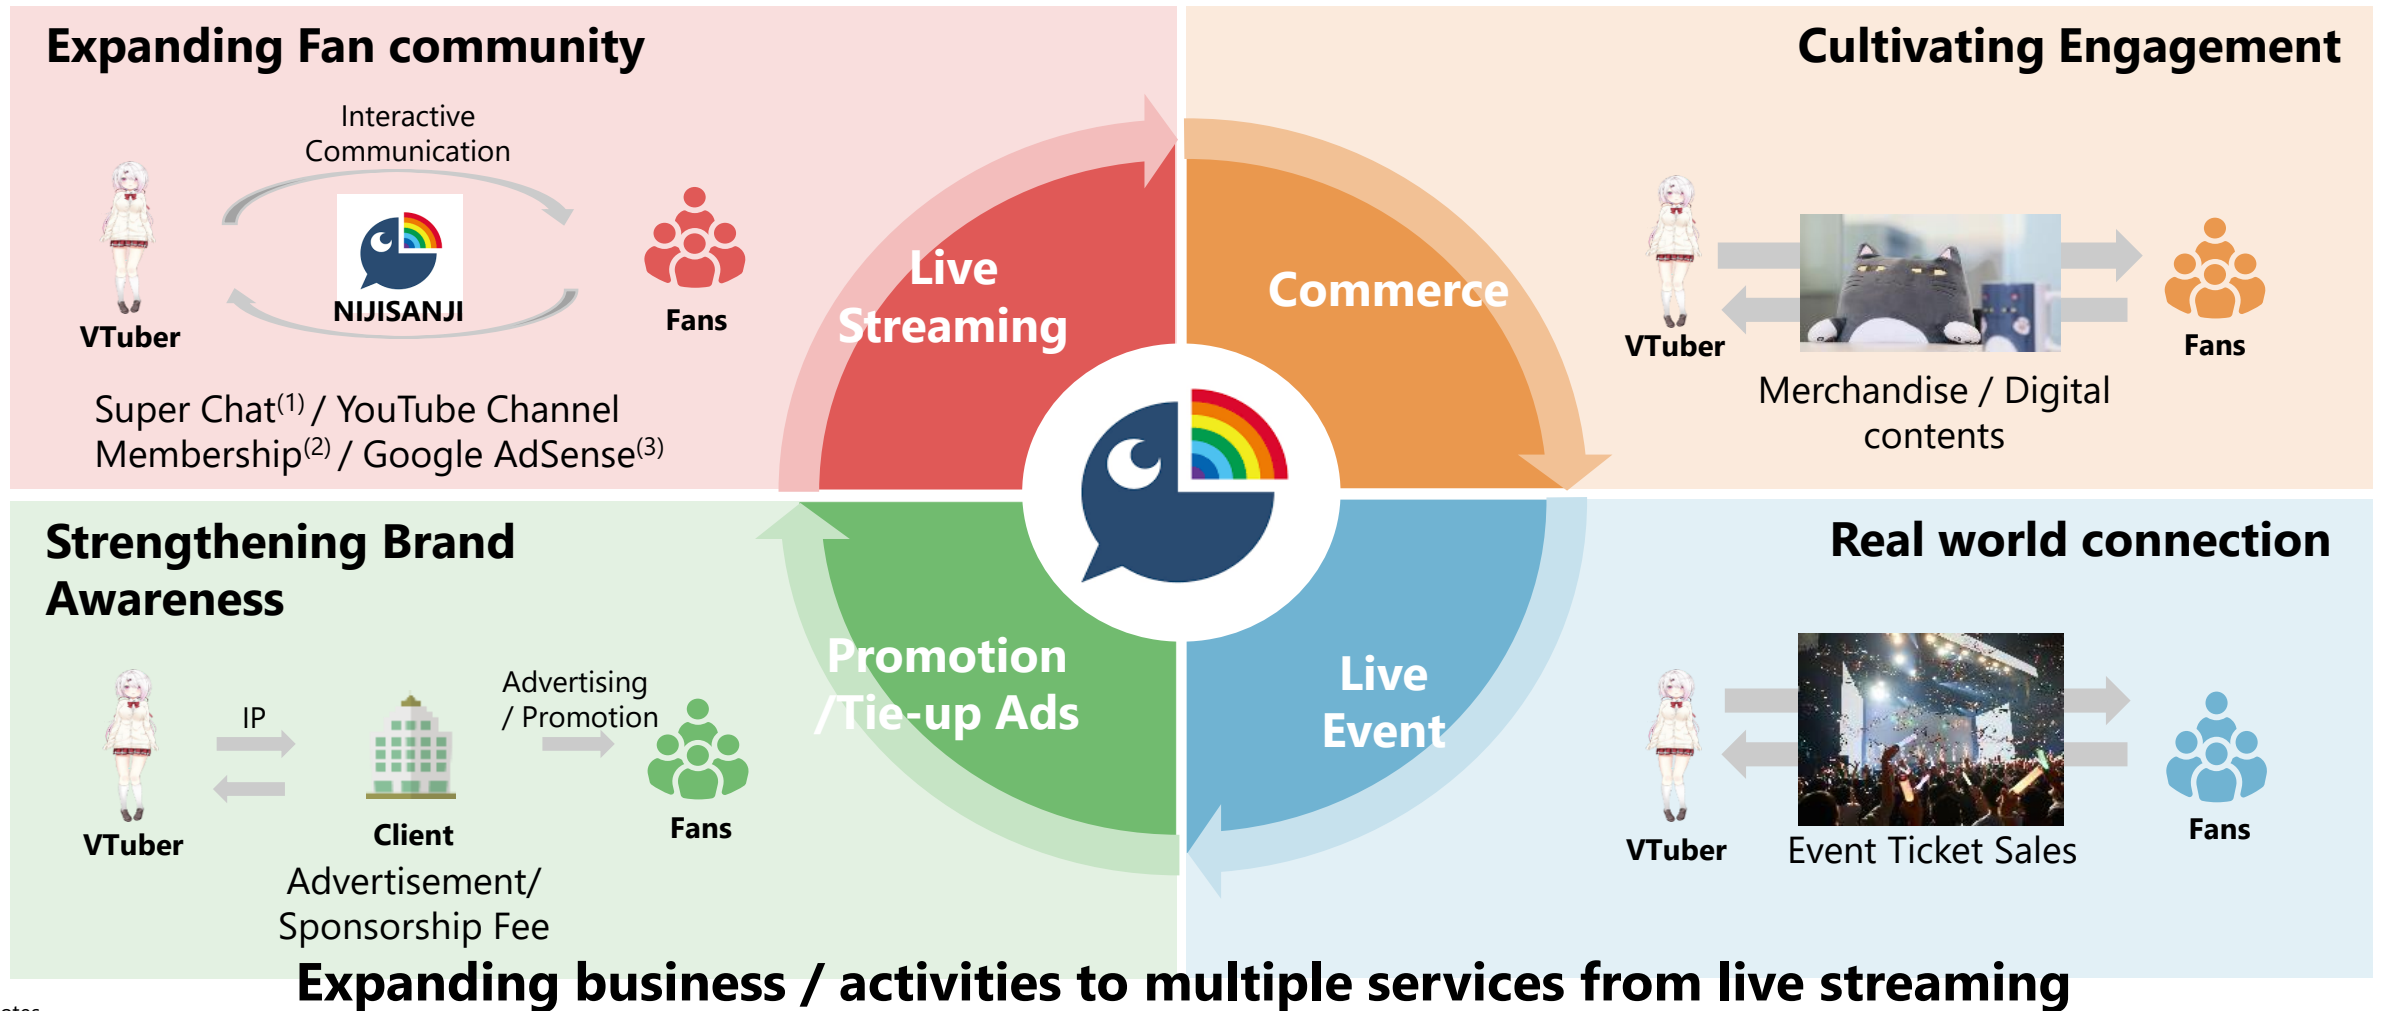 Expanding Fan community
Interactive
Communication
NIJISANJI
VTuber
Fans
Super Chat(1) / YouTube Channel
Membership(2) / Google AdSense(3)
Live
Streaming
Cultivating Engagement
Commerce
VTuber
Fans
Merchandise / Digital
contents
Strengthening Brand
Awareness
IP
Advertising
/ Promotion
VTuber
Client
Fans
Advertisement/
Sponsorship Fee
Promotion
/Tie-up Ads
Real world connection
Live
Event
VTuber
Fans
Event Ticket Sales
Expanding business / activities to multiple services from live streaming